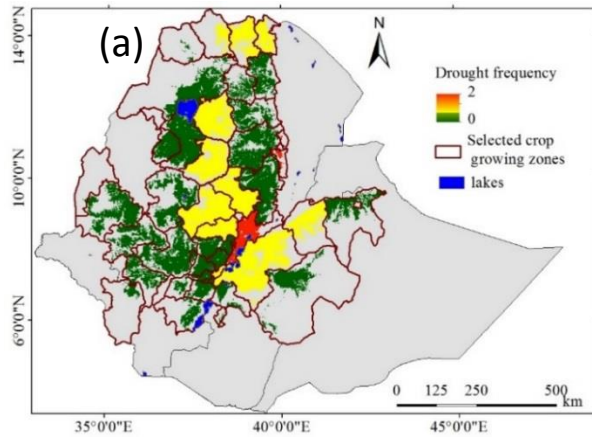 (a)
N
14°0'0"N
10°0'0"N
6°0'0"N
35°0'0"E
40°0'0"E
45°0'0"E
Drought frequency
2
0
Selected crop
growing zones
lakes
0 125 250 500
km